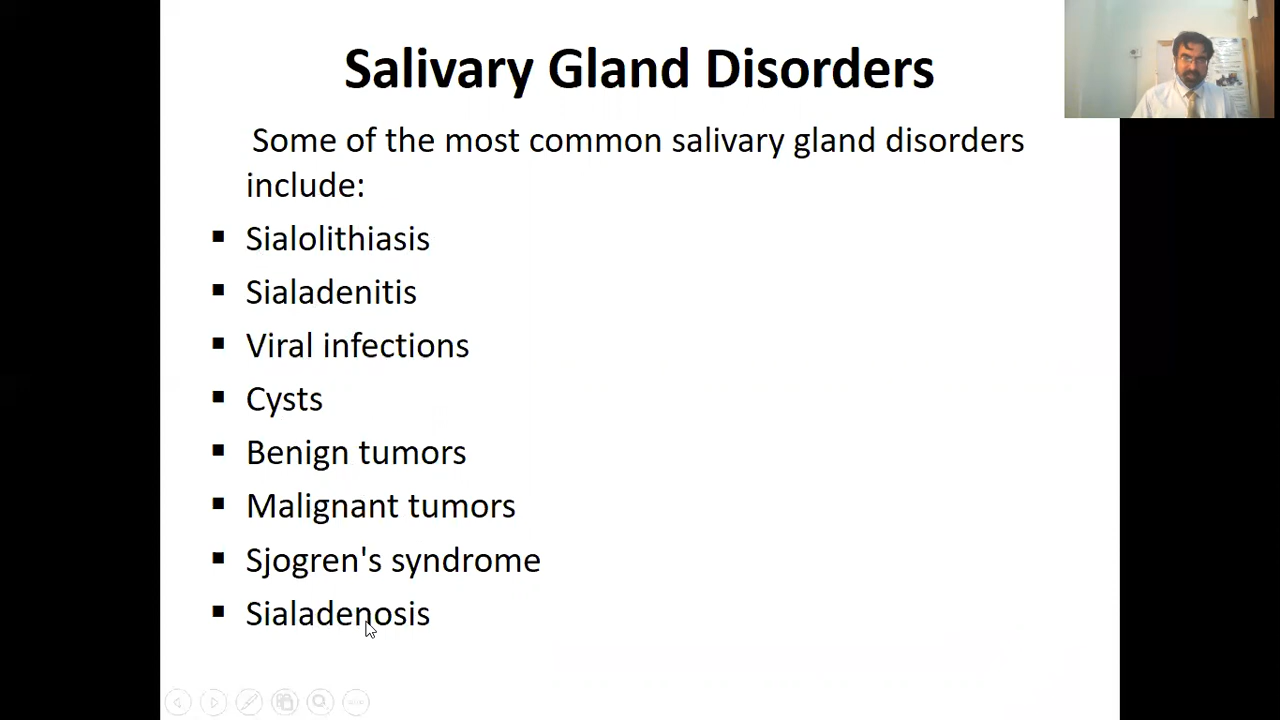 Salivary Gland Disorders
Some of the most common salivary gland disorders
include:
▪ Sialolithiasis
▪ Sialadenitis
▪ Viral infections
▪ Cysts
▪ Benign tumors
▪ Malignant tumors
▪ Sjogren's syndrome
▪ Sialadenosis